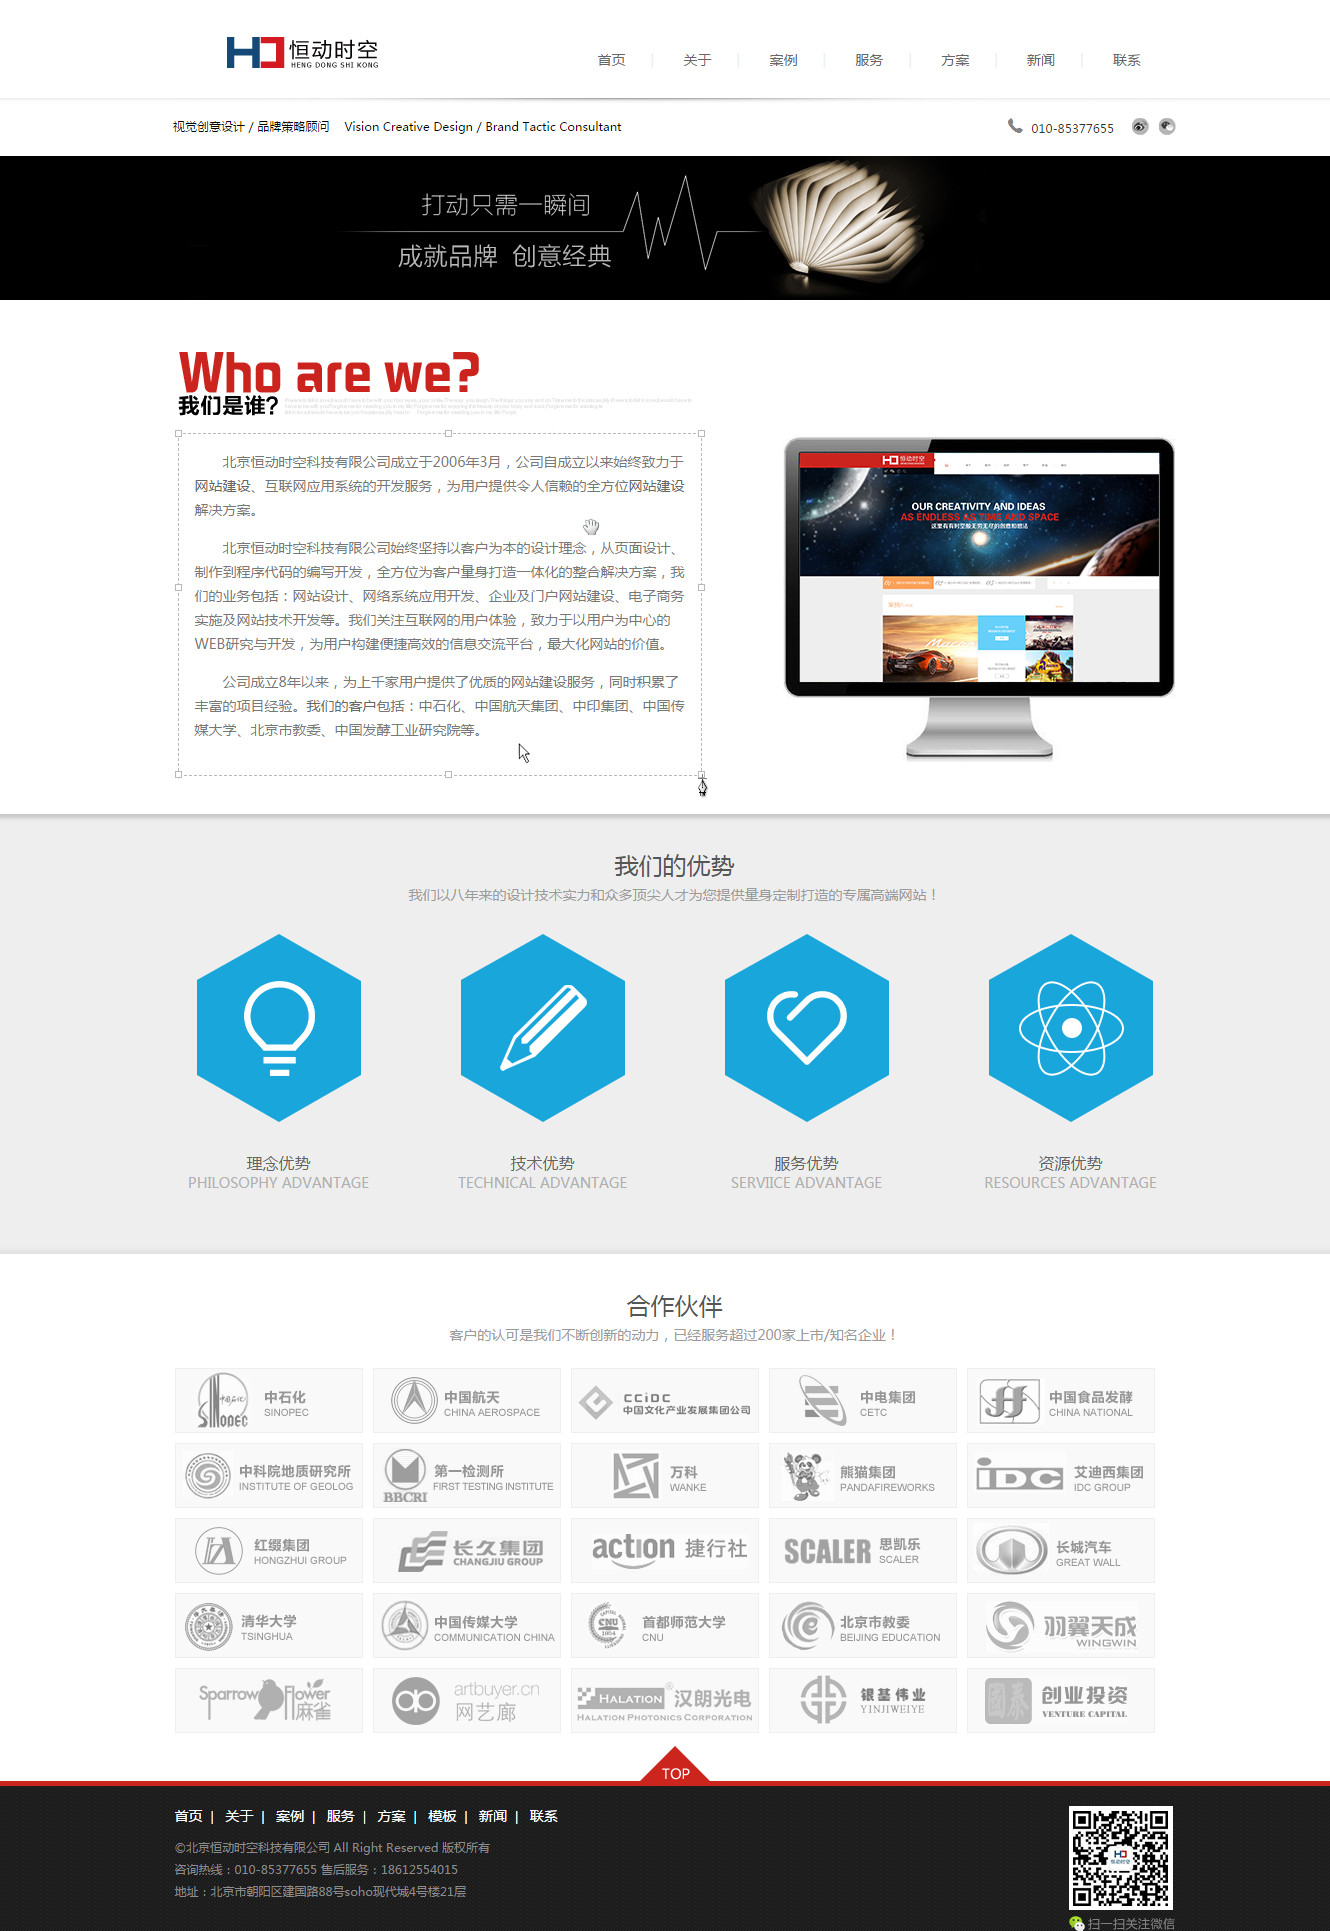 恒动时空
HENG DONG SHI KONG
首页 关于 案例 服务 方案 新闻 联系
视觉创意设计 / 品牌策略顾问 Vision Creative Design / Brand Tactic Consultant
010-85377655
打动只需一瞬间
成就品牌 创意经典
Who are we?
我们是谁?
北京恒动时空科技有限公司成立于2006年3月，公司自成立以来始终致力于
网站建设、互联网应用系统的开发服务，为用户提供令人信赖的全方位网站建设
解决方案。
北京恒动时空科技有限公司始终坚持以客户为本的设计理念，从页面设计、
制作到程序代码的编写开发，全方位为客户量身打造一体化的整合解决方案，我
们的业务包括：网站设计、网络系统应用开发、企业及门户网站建设、电子商务
实施及网站技术开发等。我们关注互联网的用户体验，致力于以用户为中心的
WEB研究与开发，为用户构建便捷高效的信息交流平台，最大化网站的价值。
公司成立8年以来，为上千家用户提供了优质的网站建设服务，同时积累了
丰富的项目经验。我们的客户包括：中石化、中国航天集团、中印集团、中国传
媒大学、北京市教委、中国发酵工业研究院等。
恒动时空
OUR CREATIVITY AND IDEAS
AS ENDLESS AS TIME AND SPACE
这里有有时空般无穷无尽的创意和想法
我们的优势
我们以八年来的设计技术实力和众多顶尖人才为您提供量身定制打造的专属高端网站！
理念优势
PHILOSOPHY ADVANTAGE
技术优势
TECHNICAL ADVANTAGE
服务优势
SERVIICE ADVANTAGE
资源优势
RESOURCES ADVANTAGE
合作伙伴
客户的认可是我们不断创新的动力，已经服务超过200家上市/知名企业！
中国石化
SINOPEC
中石化
SINOPEC
中国航天
CHINA AEROSPACE
CCIDC
中国文化产业发展集团公司
中电集团
CETC
中国食品发酵
CHINA NATIONAL
中科院地质研究所
INSTITUTE OF GEOLOG
BBCRI
第一检测所
FIRST TESTING INSTITUTE
万科
WANKE
熊猫集团
PANDAFIREWORKS
iDC
艾迪西集团
IDC GROUP
红缀集团
HONGZHUI GROUP
长久集团
CHANGJIU GROUP
action 捷行社
SCALER
思凯乐
SCALER
长城汽车
GREAT WALL
清华大学
TSINGHUA
中国传媒大学
COMMUNICATION CHINA
CNU
1954
首都师范大学
CNU
北京市教委
BEIJING EDUCATION
羽翼天成
WINGWIN
Sparrow Flower
麻雀
artbuyer.cn
网艺廊
HALATION® 汉朗光电
HALATION PHOTONICS CORPORATION
银基伟业
YINJIWEIYE
国泰
创业投资
VENTURE CAPITAL
TOP
首页 | 关于 | 案例 | 服务 | 方案 | 模板 | 新闻 | 联系
©北京恒动时空科技有限公司 All Right Reserved 版权所有
咨询热线：010-85377655 售后服务：18612554015
地址：北京市朝阳区建国路88号soho现代城4号楼21层
恒动时空
扫一扫关注微信